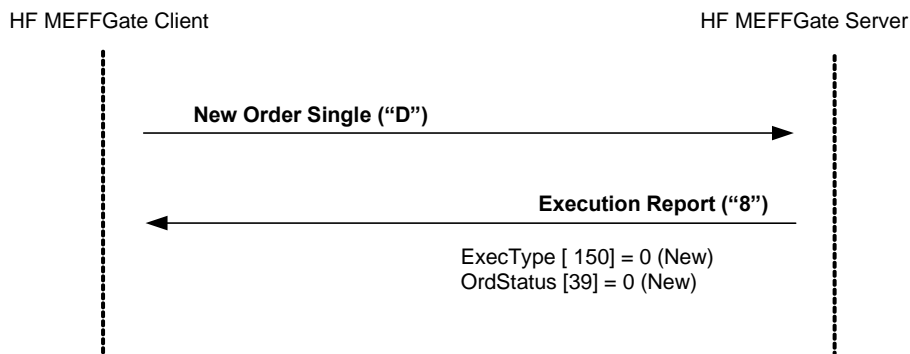 HF MEFFGate Client
HF MEFFGate Server
New Order Single (“D”)
Execution Report (“8”)
ExecType [ 150] = 0 (New)
OrdStatus [39] = 0 (New)